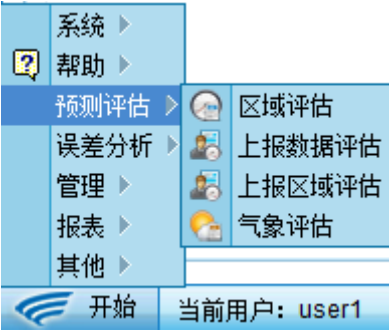 系统
帮助
预测评估
区域评估
误差分析
上报数据评估
管理
上报区域评估
报表
气象评估
其他
开始
当前用户：user1